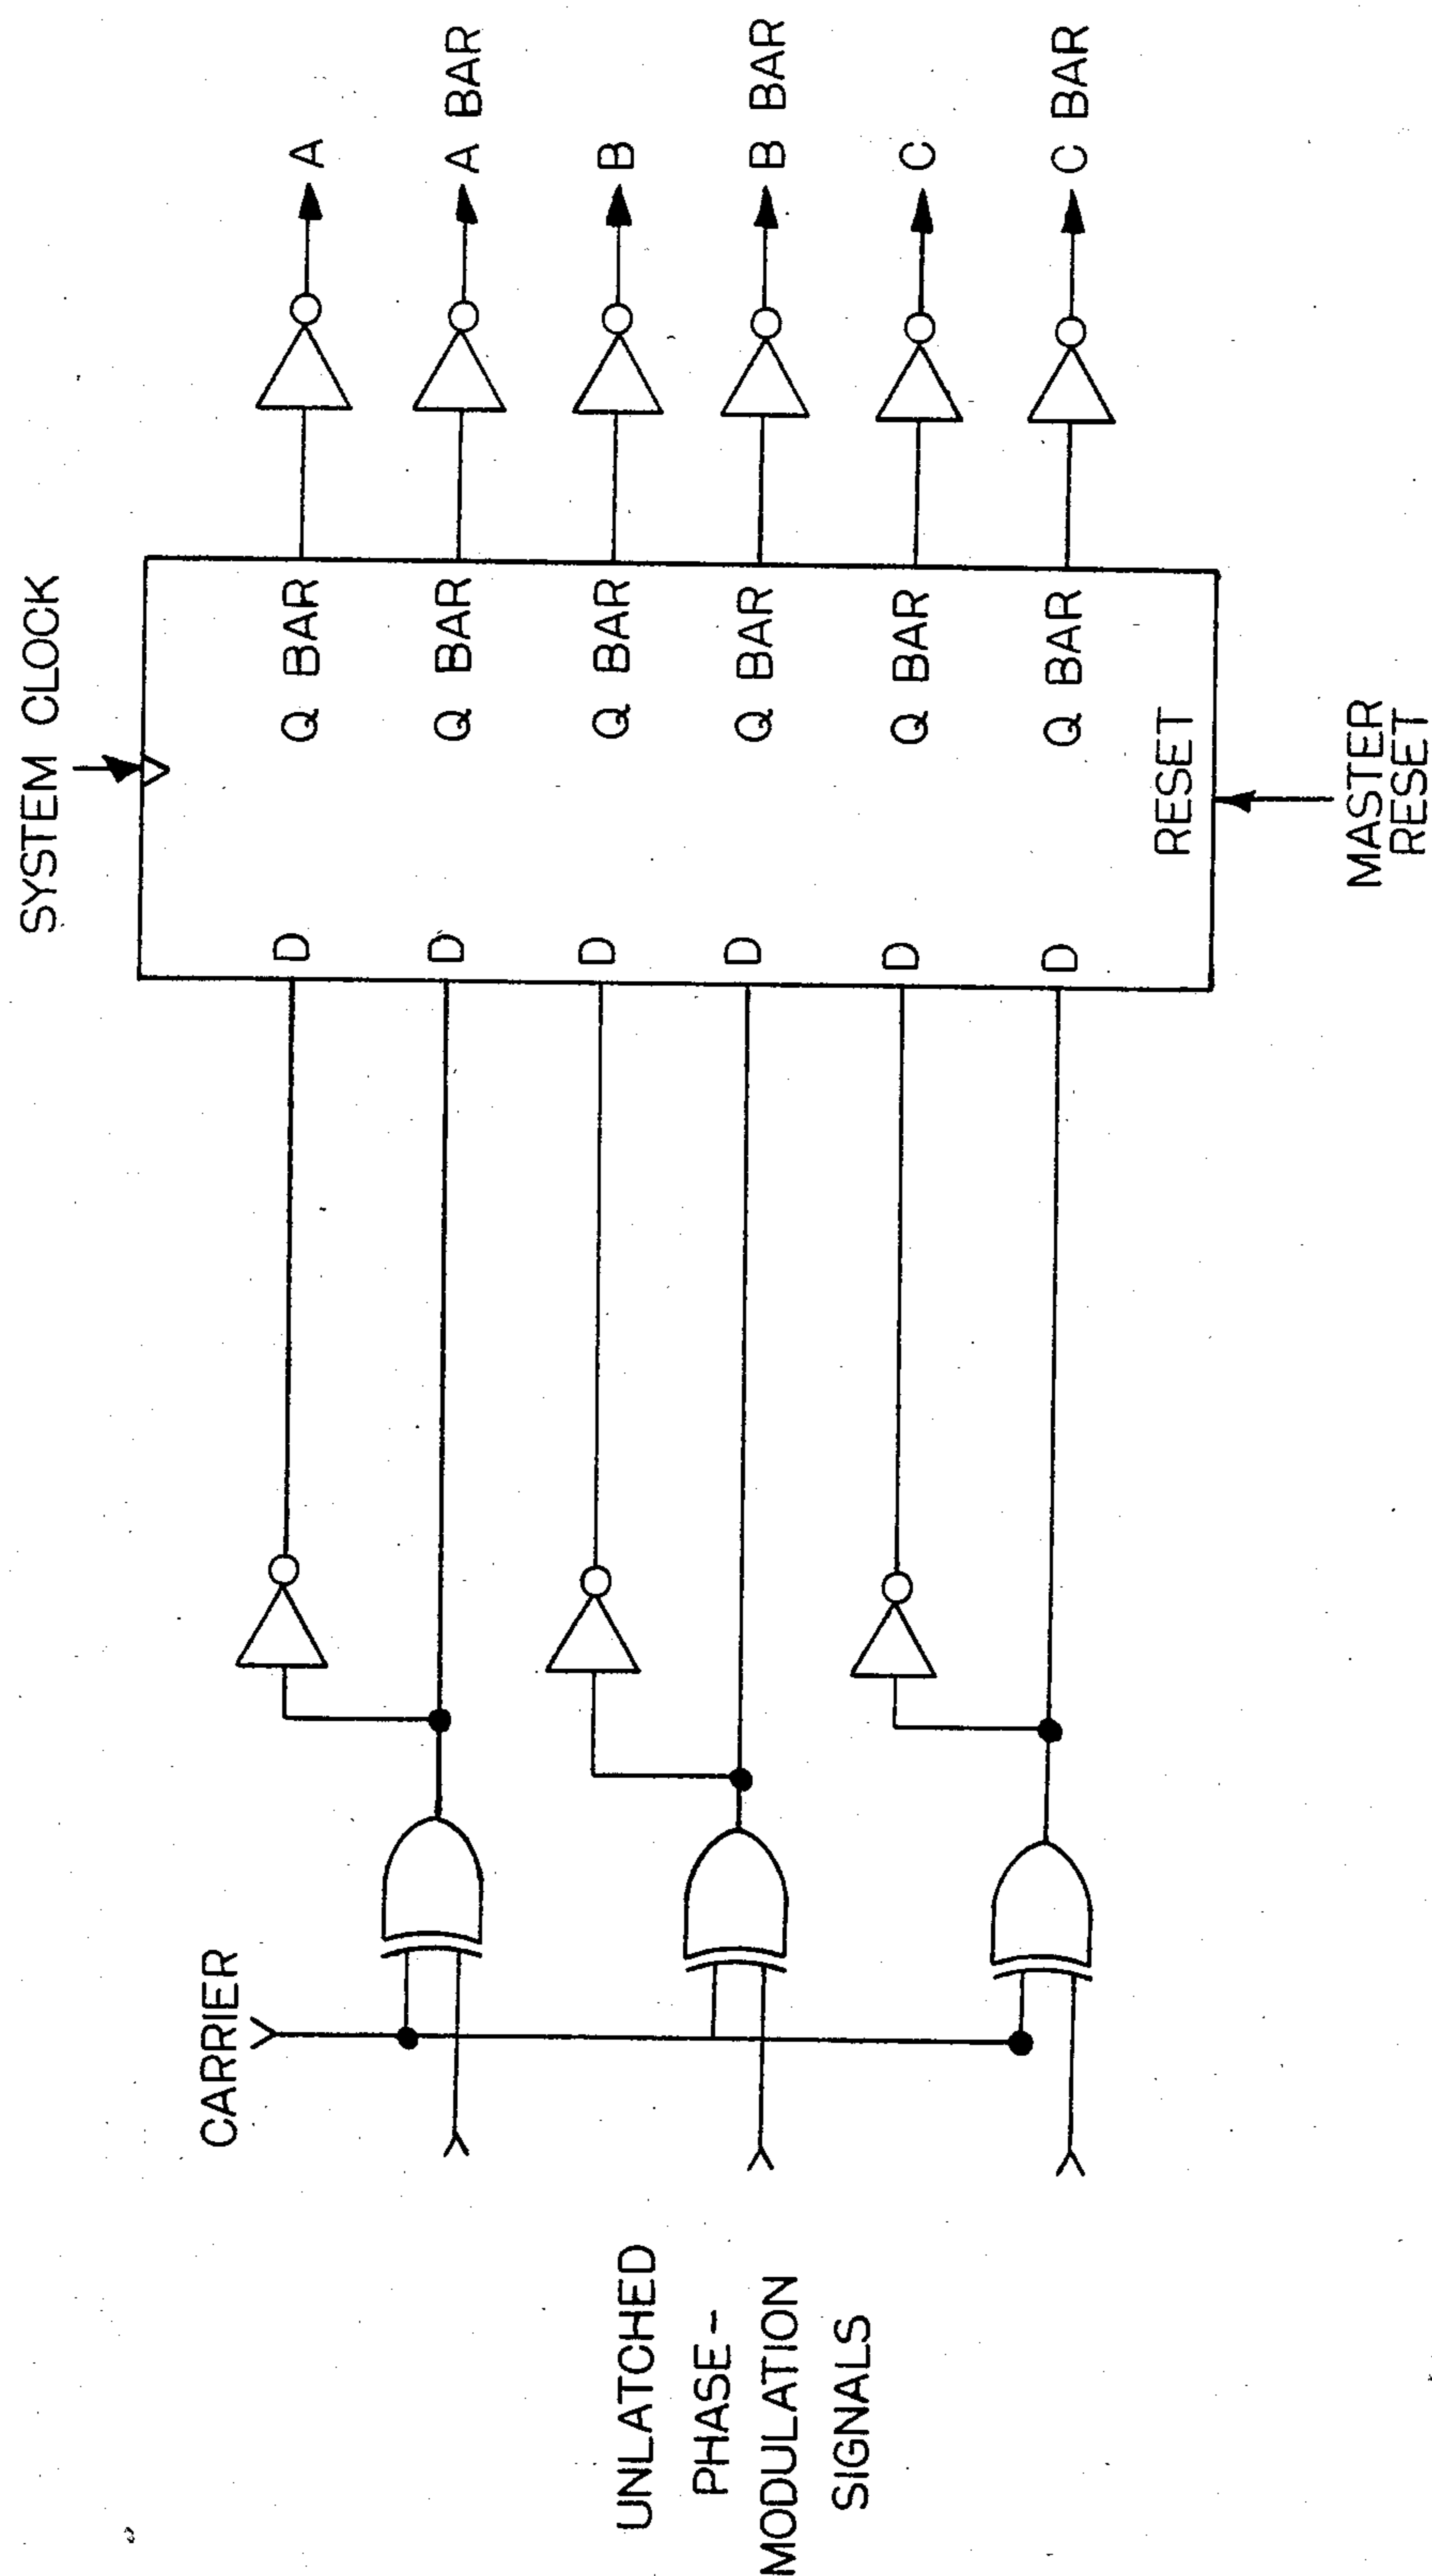 SYSTEM CLOCK
CARRIER
D
Q BAR
A
D
Q BAR
A BAR
D
Q BAR
B
D
Q BAR
B BAR
D
Q BAR
C
D
Q BAR
C BAR
RESET
MASTER
RESET
UNLATCHED
PHASE-
MODULATION
SIGNALS